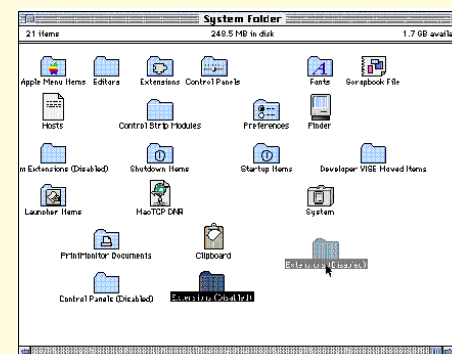 System Folder
21 items 248.5 MB in disk 1.7 GB availa
Apple Menu Items Editors Extensions Control Panels Fonts Scrapbook File
Hosts Control Strip Modules Preferences Finder
m Extensions (Disabled) Shutdown Items Startup Items Developer VISE Moved Items
Launcher Items MacTCP DNR System
PrintMonitor Documents Clipboard Extensions (Disabled)
Control Panels (Disabled) Extensions (Disabled)